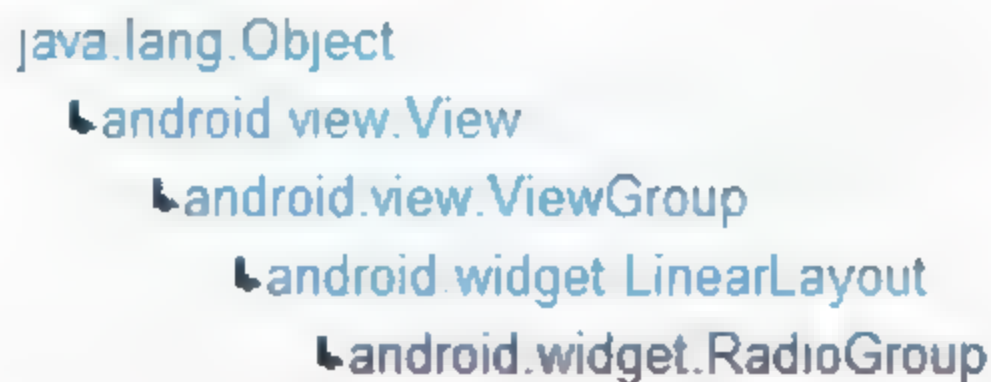 java.lang.Object
android.view.View
android.view.ViewGroup
android.widget.LinearLayout
android.widget.RadioGroup